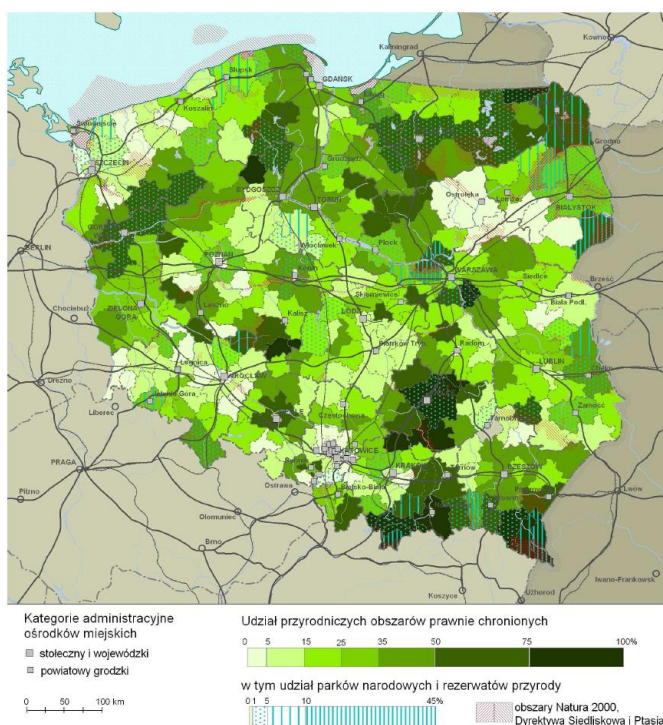 Kaliningrad
Kowno
Słupsk
GDAŃSK
Koszalin
Świnoujście
SZCZECIN
Grudziądz
Grodno
Ostrołęka
Łomża
BIAŁYSTOK
BYDGOSZCZ
TORUŃ
BERLIN
Włocławek
Płock
POZNAŃ
Konin
WARSZAWA
Siedlce
Brześć
Biała Podl.
Skierniewice
Chociebuż
ZIELONA
GÓRA
Leszno
Kalisz
ŁÓDŹ
Piotrków Tryb.
Radom
LUBLIN
Chełm
Legnica
WROCŁAW
Drezno
Jelenia Góra
Liberec
Częstochowa
Zamość
PRAGA
KATOWICE
KRAKÓW
Tarnów
RZESZÓW
Ostrawa
Bielsko-Biała
Lwów
Pilzno
Ołomuniec
Brno
Koszyce
Użhorod
Iwano-Frankowsk
Kategorie administracyjne
ośrodków miejskich
stołeczny i wojewódzki
powiatowy grodzki
0 50 100 km
Udział przyrodniczych obszarów prawnie chronionych
0 5 15 25 35 50 75 100%
w tym udział parków narodowych i rezerwatów przyrody
0 1 5 10 45%
obszary Natura 2000,
Dyrektywa Siedliskowa i Ptasia